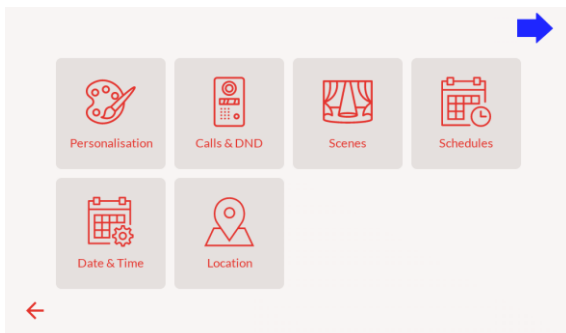 Personalisation
Calls & DND
Scenes
Schedules
Date & Time
Location